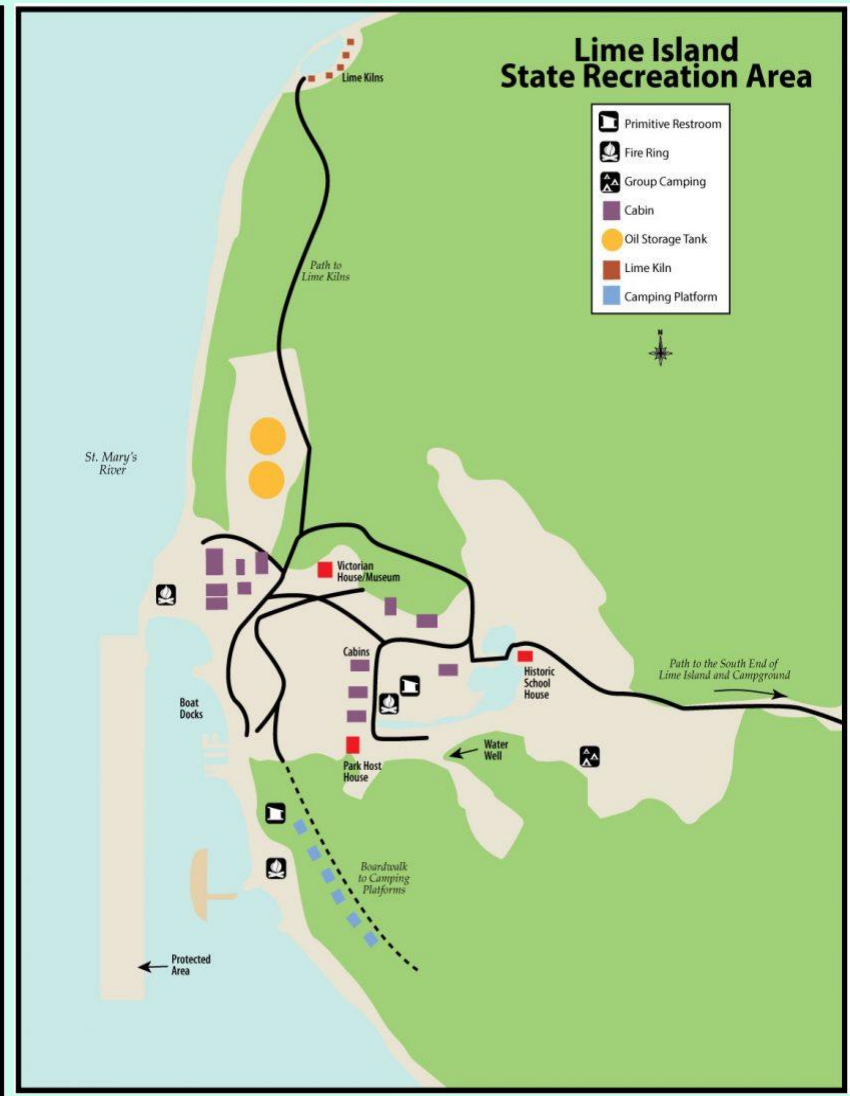 Lime Island
State Recreation Area
Primitive Restroom
Fire Ring
Group Camping
Cabin
Oil Storage Tank
Lime Kiln
Camping Platform
N
Lime Kilns
Path to
Lime Kilns
St. Mary's
River
Victorian
House/Museum
Cabins
Historic
School
House
Path to the South End of
Lime Island and Campground
Boat
Docks
Water
Well
Park Host
House
Boardwalk
to Camping
Platforms
Protected
Area